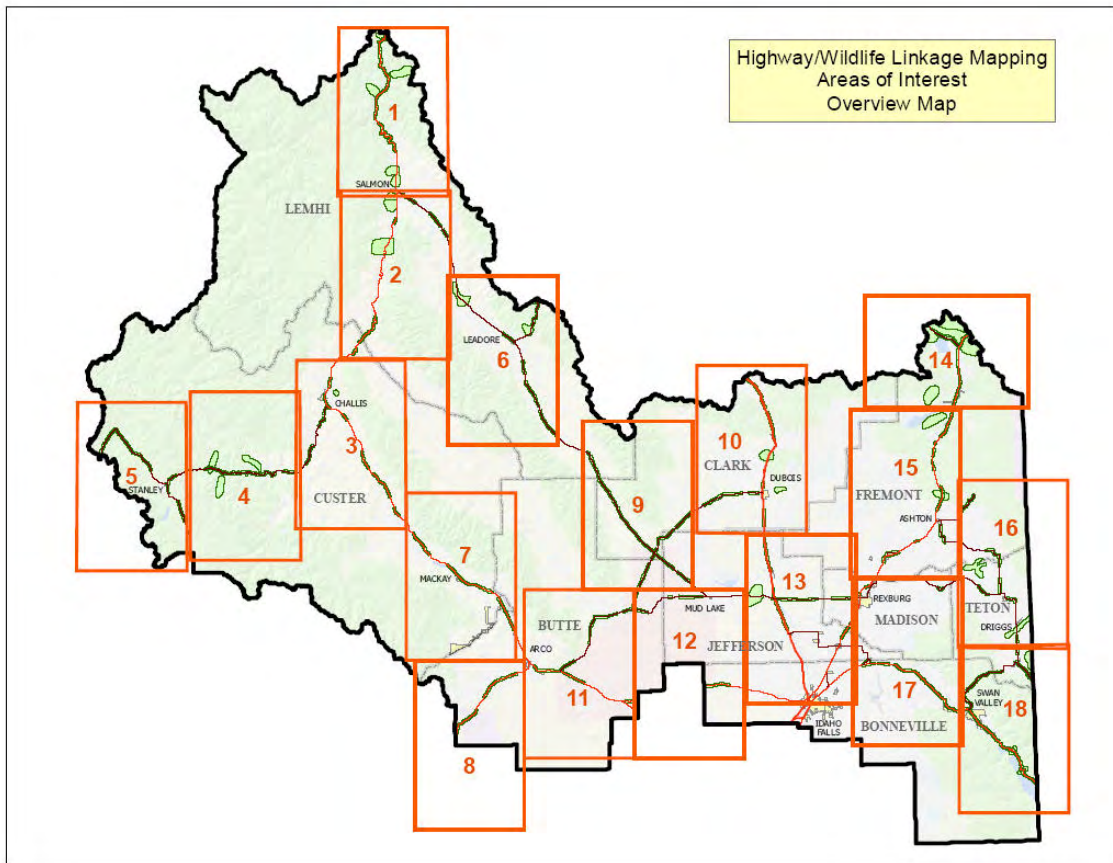 Highway/Wildlife Linkage Mapping
Areas of Interest
Overview Map
1
SALMON
LEMHI
2
6
LEADORE
14
CHALLIS
3
5
STANLEY
4
CUSTER
10
CLARK
DUBOIS
9
15
FREMONT
ASHTON
16
7
MACKAY
13
REXBURG
MUD LAKE
MADISON
TETON
DRIGGS
BUTTE
ARCO
12
JEFFERSON
11
17
SWAN
VALLEY
18
BONNEVILLE
IDAHO
FALLS
8